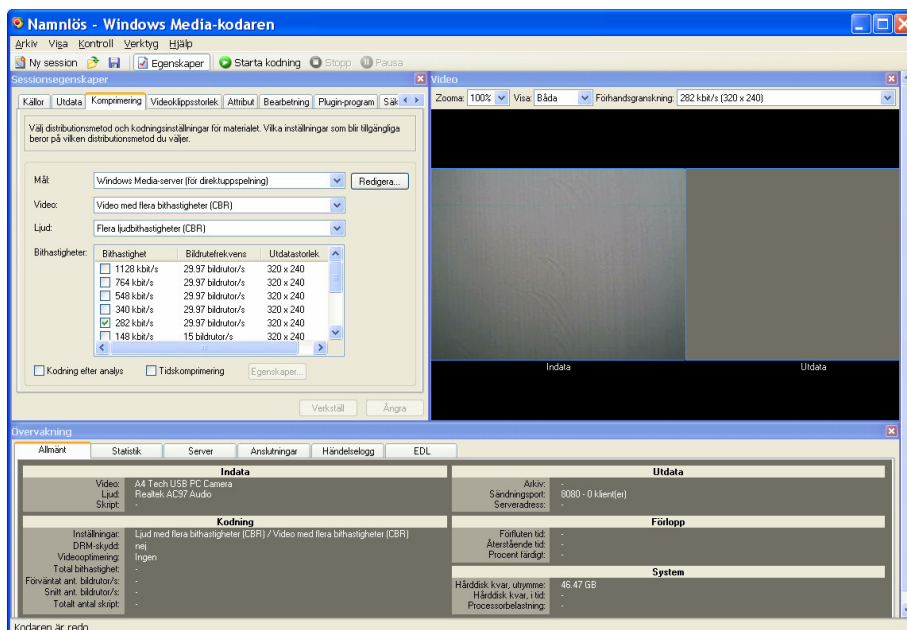 Namnlös - Windows Media-kodaren
Arkiv Visa Kontroll Verktyg Hjälp
Ny session Egenskaper Starta kodning Stopp Pausa
Sessionsegenskaper
Källor Utdata Komprimering Videoklippsstorlek Attribut Bearbetning Plugin-program Säk
Välj distributionsmetod och kodningsinställningar för materialet. Vilka inställningar som blir tillgängliga
beror på vilken distributionsmetod du väljer.
Mål: Windows Media-server (för direktuppspelning) Redigera...
Video: Video med flera bithastigheter (CBR)
Ljud: Flera ljudbithastigheter (CBR)
Bithastigheter: Bithastighet Bildrutefrekvens Utdatastorlek
1128 kbit/s 29.97 bildrutor/s 320 x 240
764 kbit/s 29.97 bildrutor/s 320 x 240
548 kbit/s 29.97 bildrutor/s 320 x 240
340 kbit/s 29.97 bildrutor/s 320 x 240
282 kbit/s 29.97 bildrutor/s 320 x 240
148 kbit/s 15 bildrutor/s 320 x 240
Kodning efter analys Tidskomprimering Egenskaper...
Verkställ Ångra
Video
Zooma: 100% Visa: Båda Förhandsgranskning: 282 kbit/s (320 x 240)
Indata Utdata
Övervakning
Allmänt Statistik Server Anslutningar Händelselogg EDL
Indata
Video: A4 Tech USB PC Camera
Ljud: Realtek AC97 Audio
Skript: -
Kodning
Inställningar: Ljud med flera bithastigheter (CBR) / Video med flera bithastigheter (CBR)
DRM-skydd: nej
Videooptimering: Ingen
Total bithastighet: -
Förväntat ant. bildrutor/s: -
Snitt ant. bildrutor/s: -
Totalt antal skript: -
Utdata
Arkiv: -
Sändningsport: 8080 - 0 klient(er)
Serveradress: -
Förlopp
Förfluten tid: -
Återstående tid: -
Procent färdigt: -
System
Hårddisk kvar, utrymme: 46.47 GB
Hårddisk kvar, i tid: -
Processorbelastning: -
Kodaren är redo